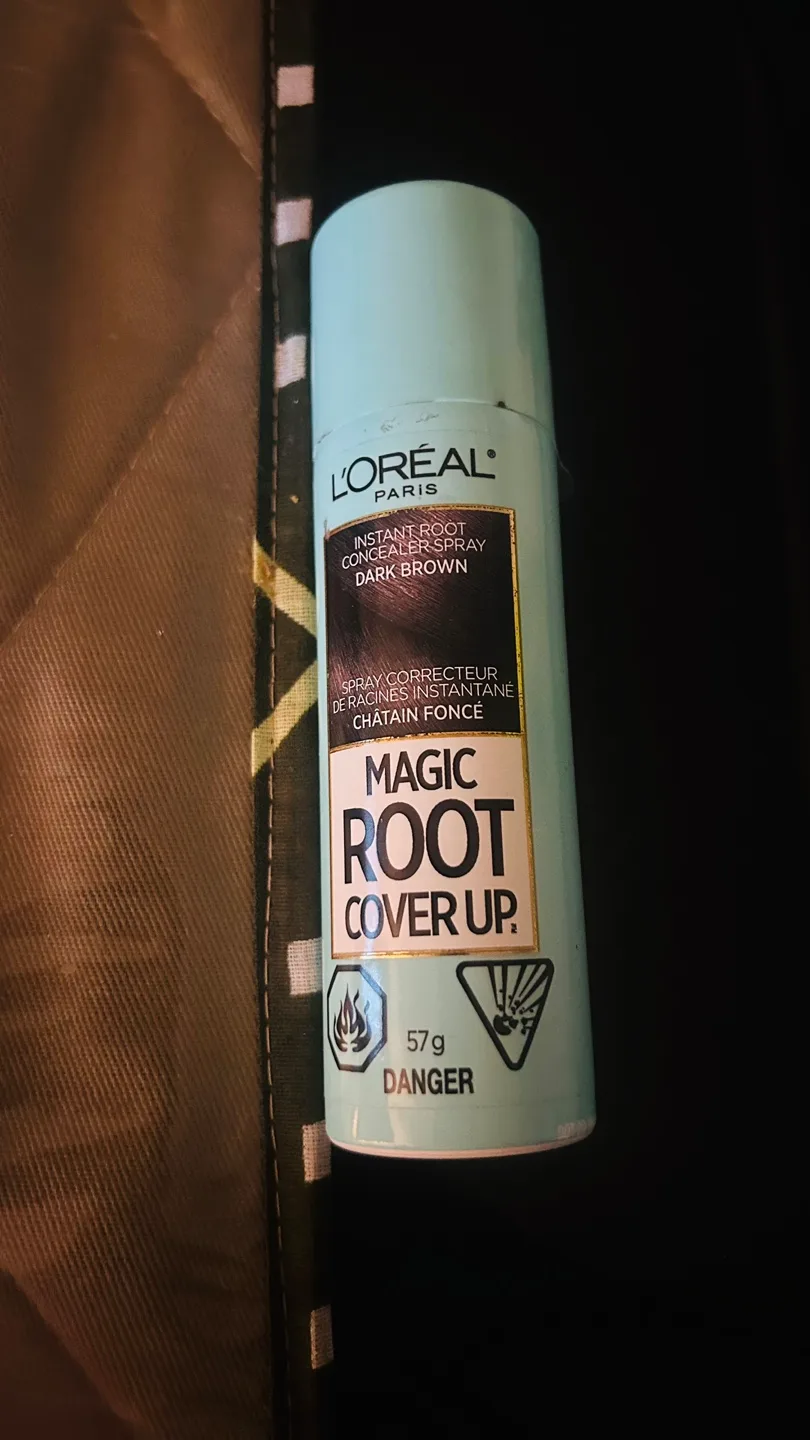 L'ORÉAL®
PARIS
INSTANT ROOT
CONCEALER SPRAY
DARK BROWN
SPRAY CORRECTEUR
DE RACINES INSTANTANÉ
CHÂTAIN FONCÉ
MAGIC
ROOT
COVER UP
57g
DANGER